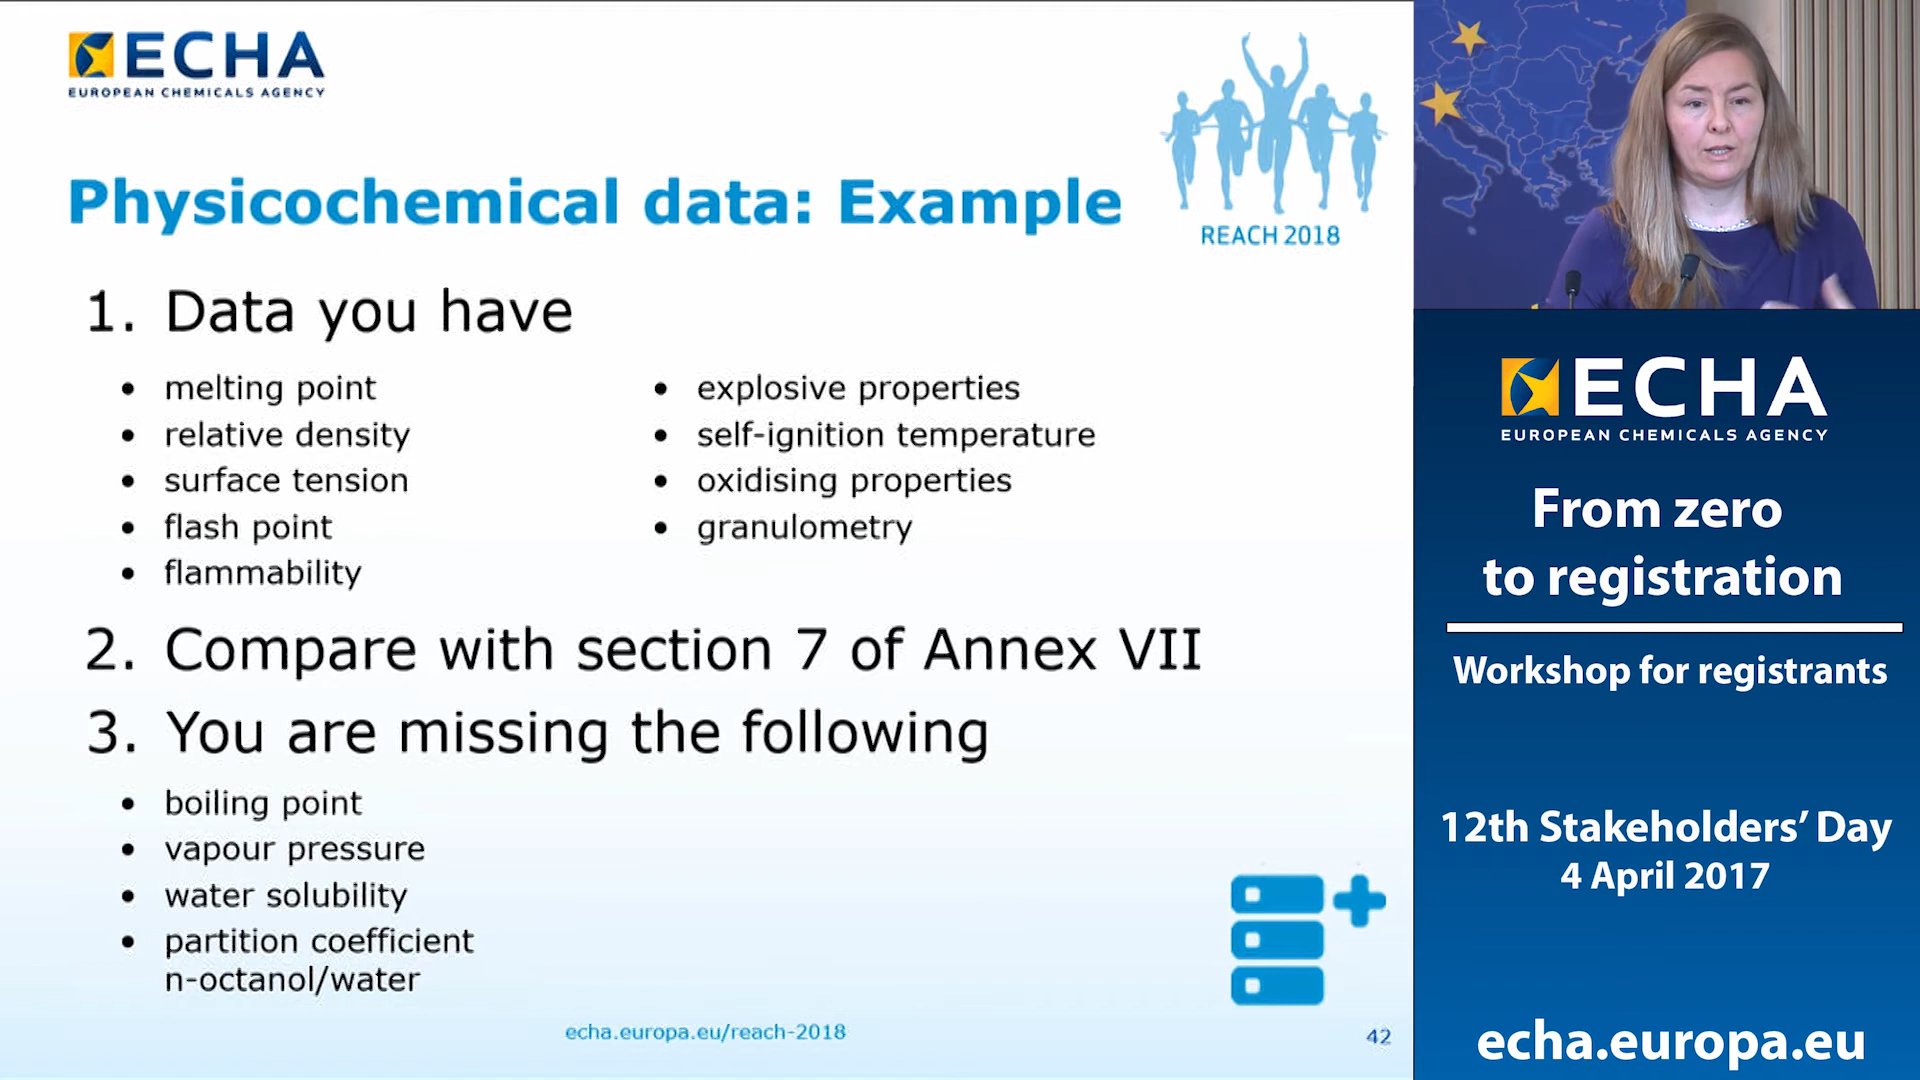 ECHA
EUROPEAN CHEMICALS AGENCY
REACH 2018
Physicochemical data: Example
1. Data you have
• melting point
• relative density
• surface tension
• flash point
• flammability
• explosive properties
• self-ignition temperature
• oxidising properties
• granulometry
2. Compare with section 7 of Annex VII
3. You are missing the following
• boiling point
• vapour pressure
• water solubility
• partition coefficient
n-octanol/water
echa.europa.eu/reach-2018
42
ECHA
EUROPEAN CHEMICALS AGENCY
From zero
to registration
Workshop for registrants
12th Stakeholders’ Day
4 April 2017
echa.europa.eu